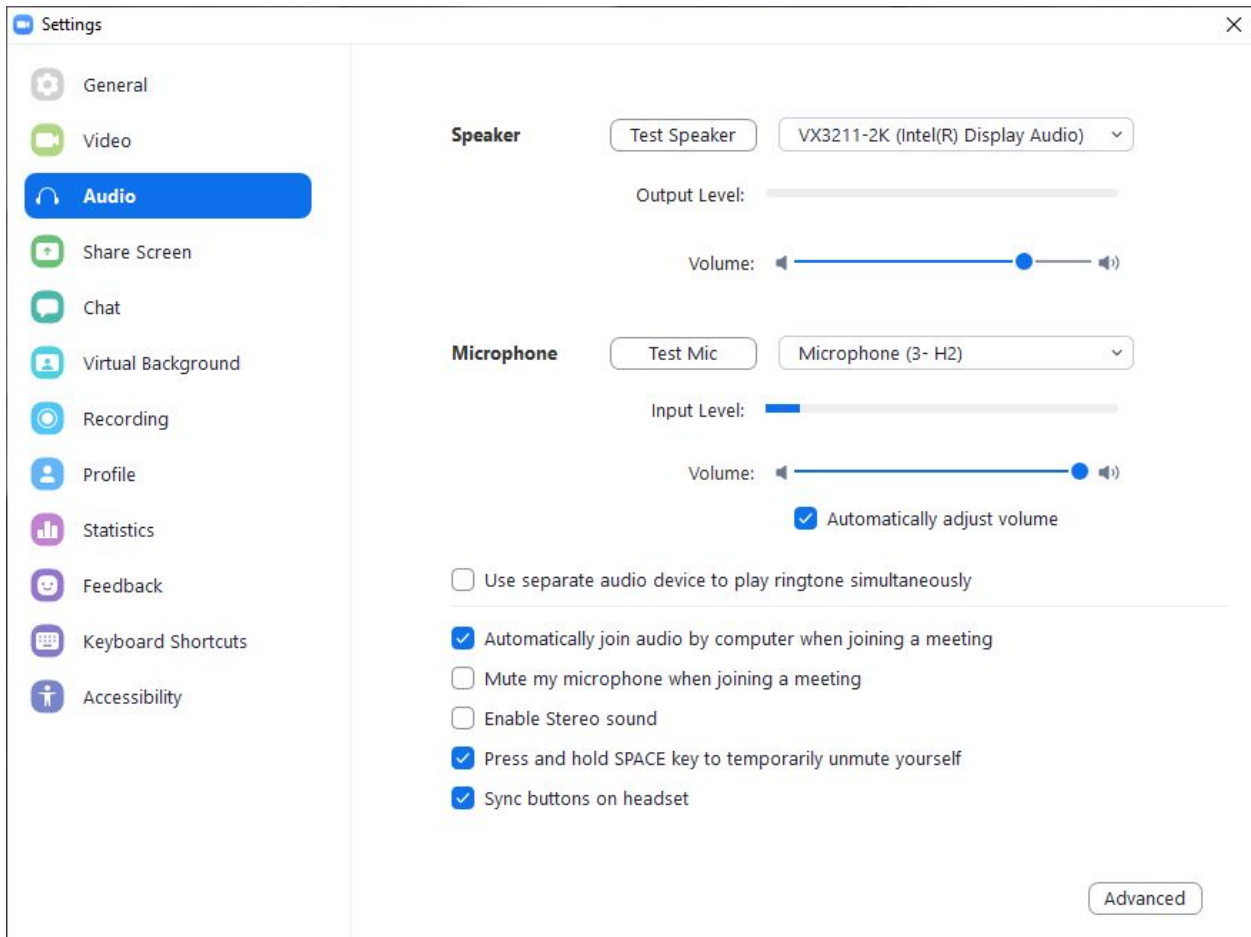 Settings
General
Video
Audio
Share Screen
Chat
Virtual Background
Recording
Profile
Statistics
Feedback
Keyboard Shortcuts
Accessibility
Speaker Test Speaker VX3211-2K (Intel(R) Display Audio)
Output Level:
Volume:
Microphone Test Mic Microphone (3- H2)
Input Level:
Volume:
Automatically adjust volume
Use separate audio device to play ringtone simultaneously
Automatically join audio by computer when joining a meeting
Mute my microphone when joining a meeting
Enable Stereo sound
Press and hold SPACE key to temporarily unmute yourself
Sync buttons on headset
Advanced